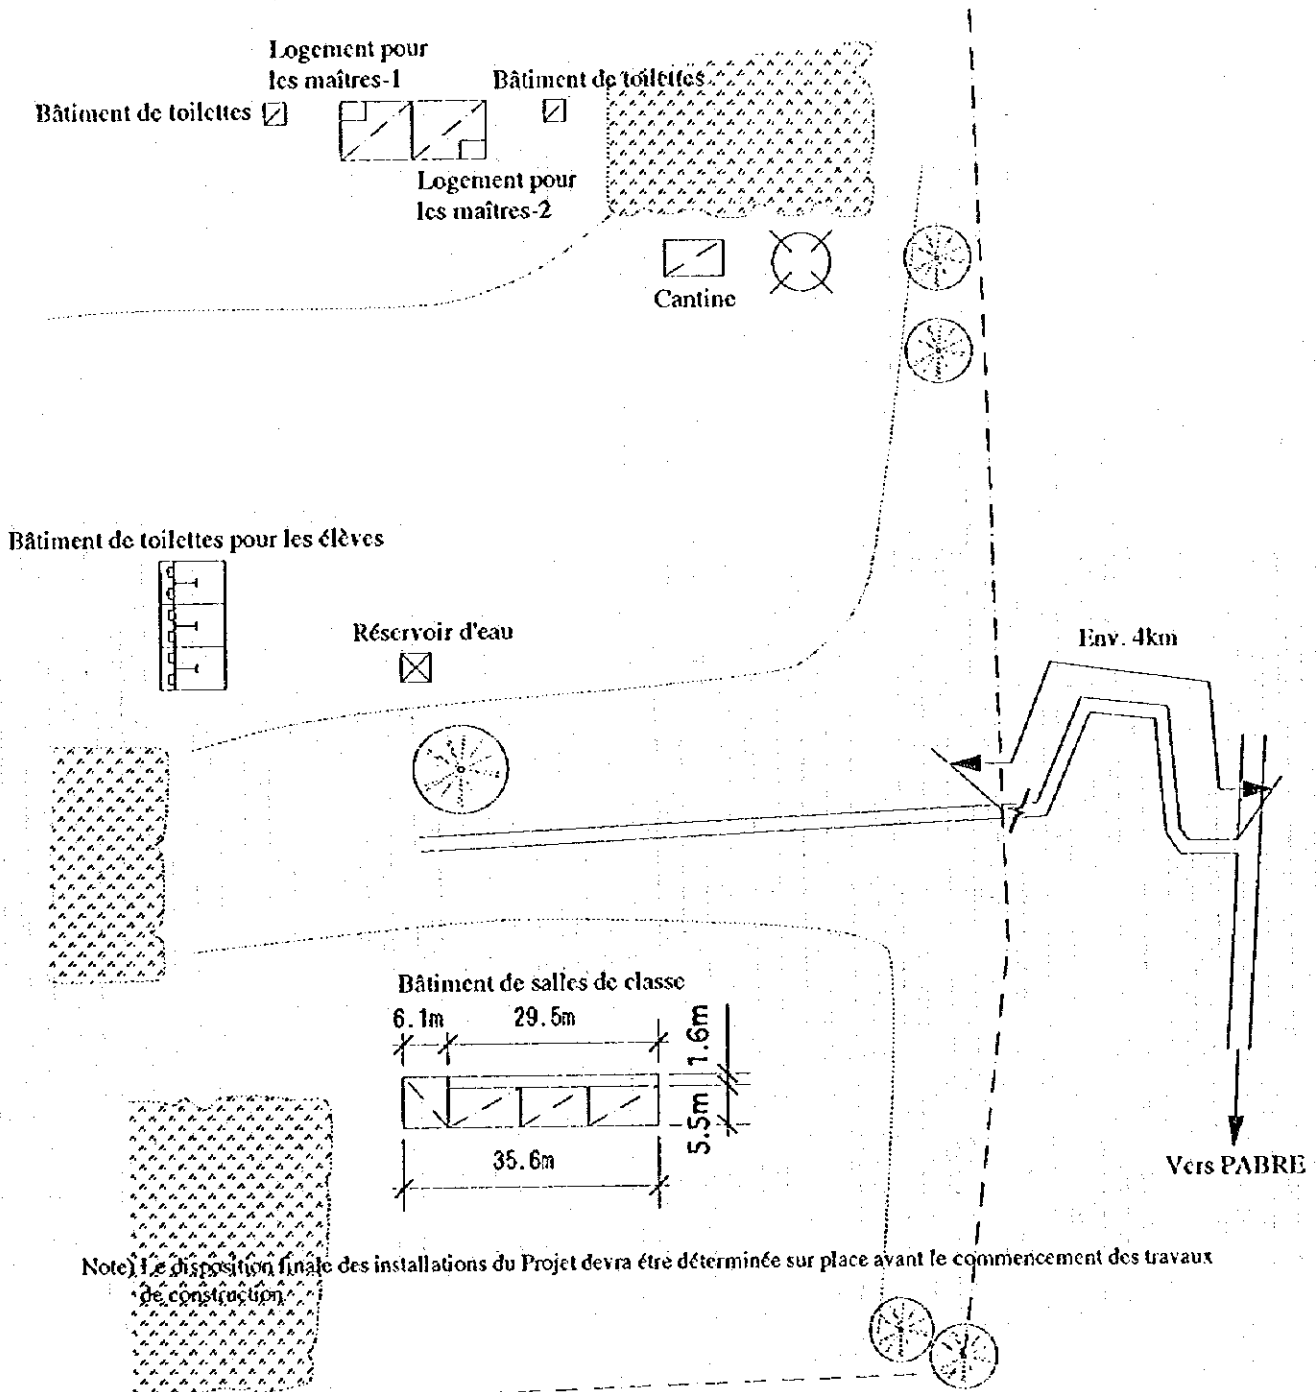 Logement pour
les maîtres-1
Bâtiment de toilettes
Bâtiment de toilettes
Logement pour
les maîtres-2
Cantine
Bâtiment de toilettes pour les élèves
Réservoir d'eau
Env. 4km
Bâtiment de salles de classe
6.1m
29.5m
1.6m
5.5m
35.6m
Vers PABRE
Note) Le disposition finale des installations du Projet devra étre déterminée sur place avant le commencement des travaux
de construction